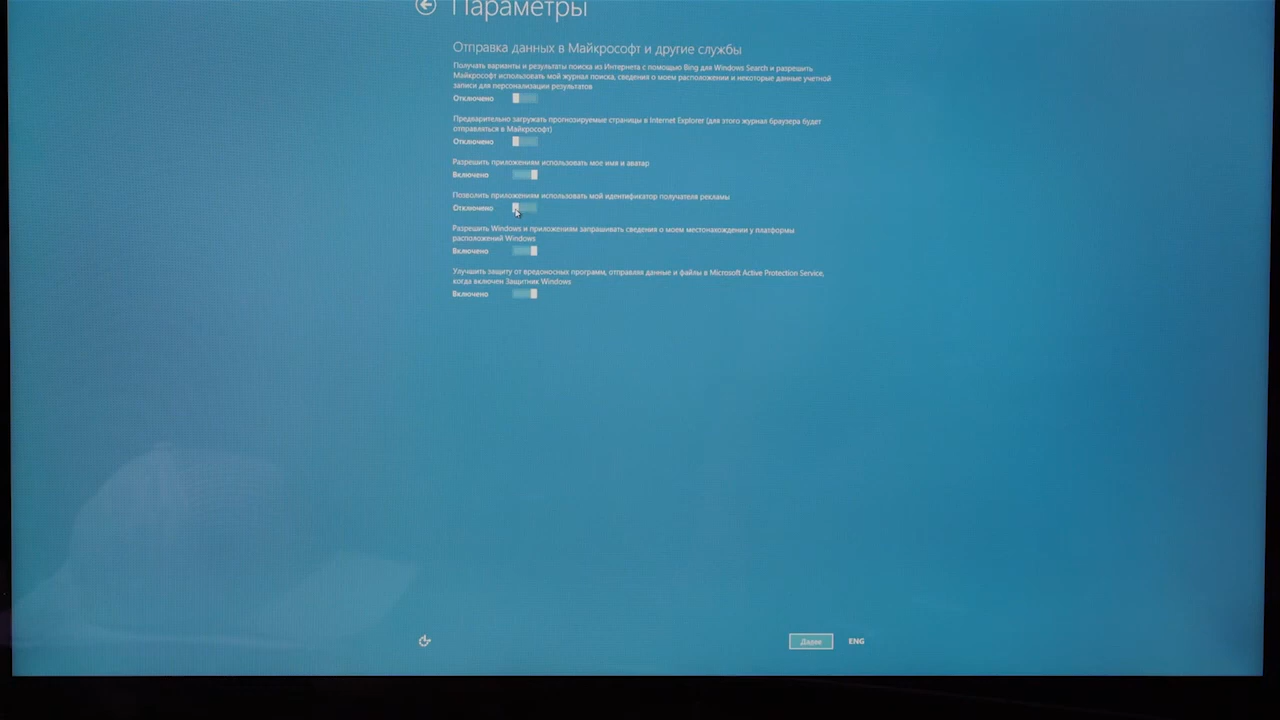 Параметры
Отправка данных в Майкрософт и другие службы
Получать варианты и результаты поиска из Интернета с помощью Bing для Windows Search и разрешить
Майкрософт использовать мой журнал поиска, сведения о моем расположении и некоторые данные учетной
записи для персонализации результатов
Отключено
Предварительно загружать прогнозируемые страницы в Internet Explorer (для этого журнал браузера будет
отправляться в Майкрософт)
Отключено
Разрешить приложениям использовать мое имя и аватар
Включено
Позволить приложениям использовать мой идентификатор получателя рекламы
Отключено
Разрешить Windows и приложениям запрашивать сведения о моем местонахождении у платформы
расположений Windows
Включено
Улучшить защиту от вредоносных программ, отправляя данные и файлы в Microsoft Active Protection Service,
когда включен Защитник Windows
Включено
Далее ENG